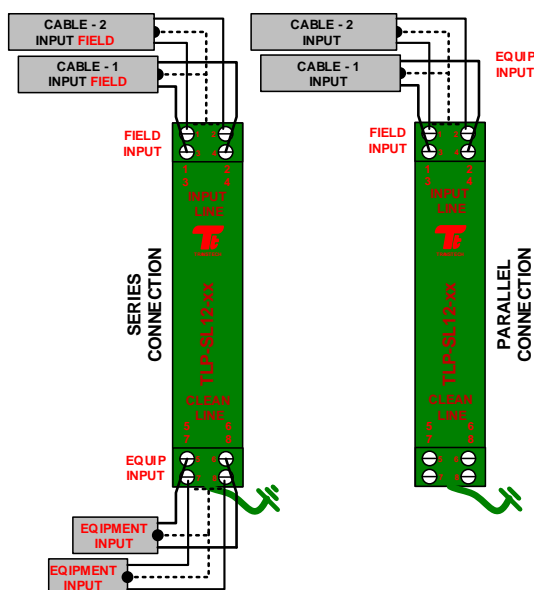 CABLE - 2
INPUT FIELD
CABLE - 1
INPUT FIELD
FIELD
INPUT
1 2
3 4
INPUT
LINE
SERIES
CONNECTION
TLP-SL12-xx
CLEAN
LINE
5 6
7 8
EQUIP
INPUT
EQIPMENT
INPUT
EQIPMENT
INPUT
CABLE - 2
INPUT
CABLE - 1
INPUT
EQUIP
INPUT
FIELD
INPUT
1 2
3 4
INPUT
LINE
TLP-SL12-xx
PARALLEL
CONNECTION
CLEAN
LINE
5 6
7 8